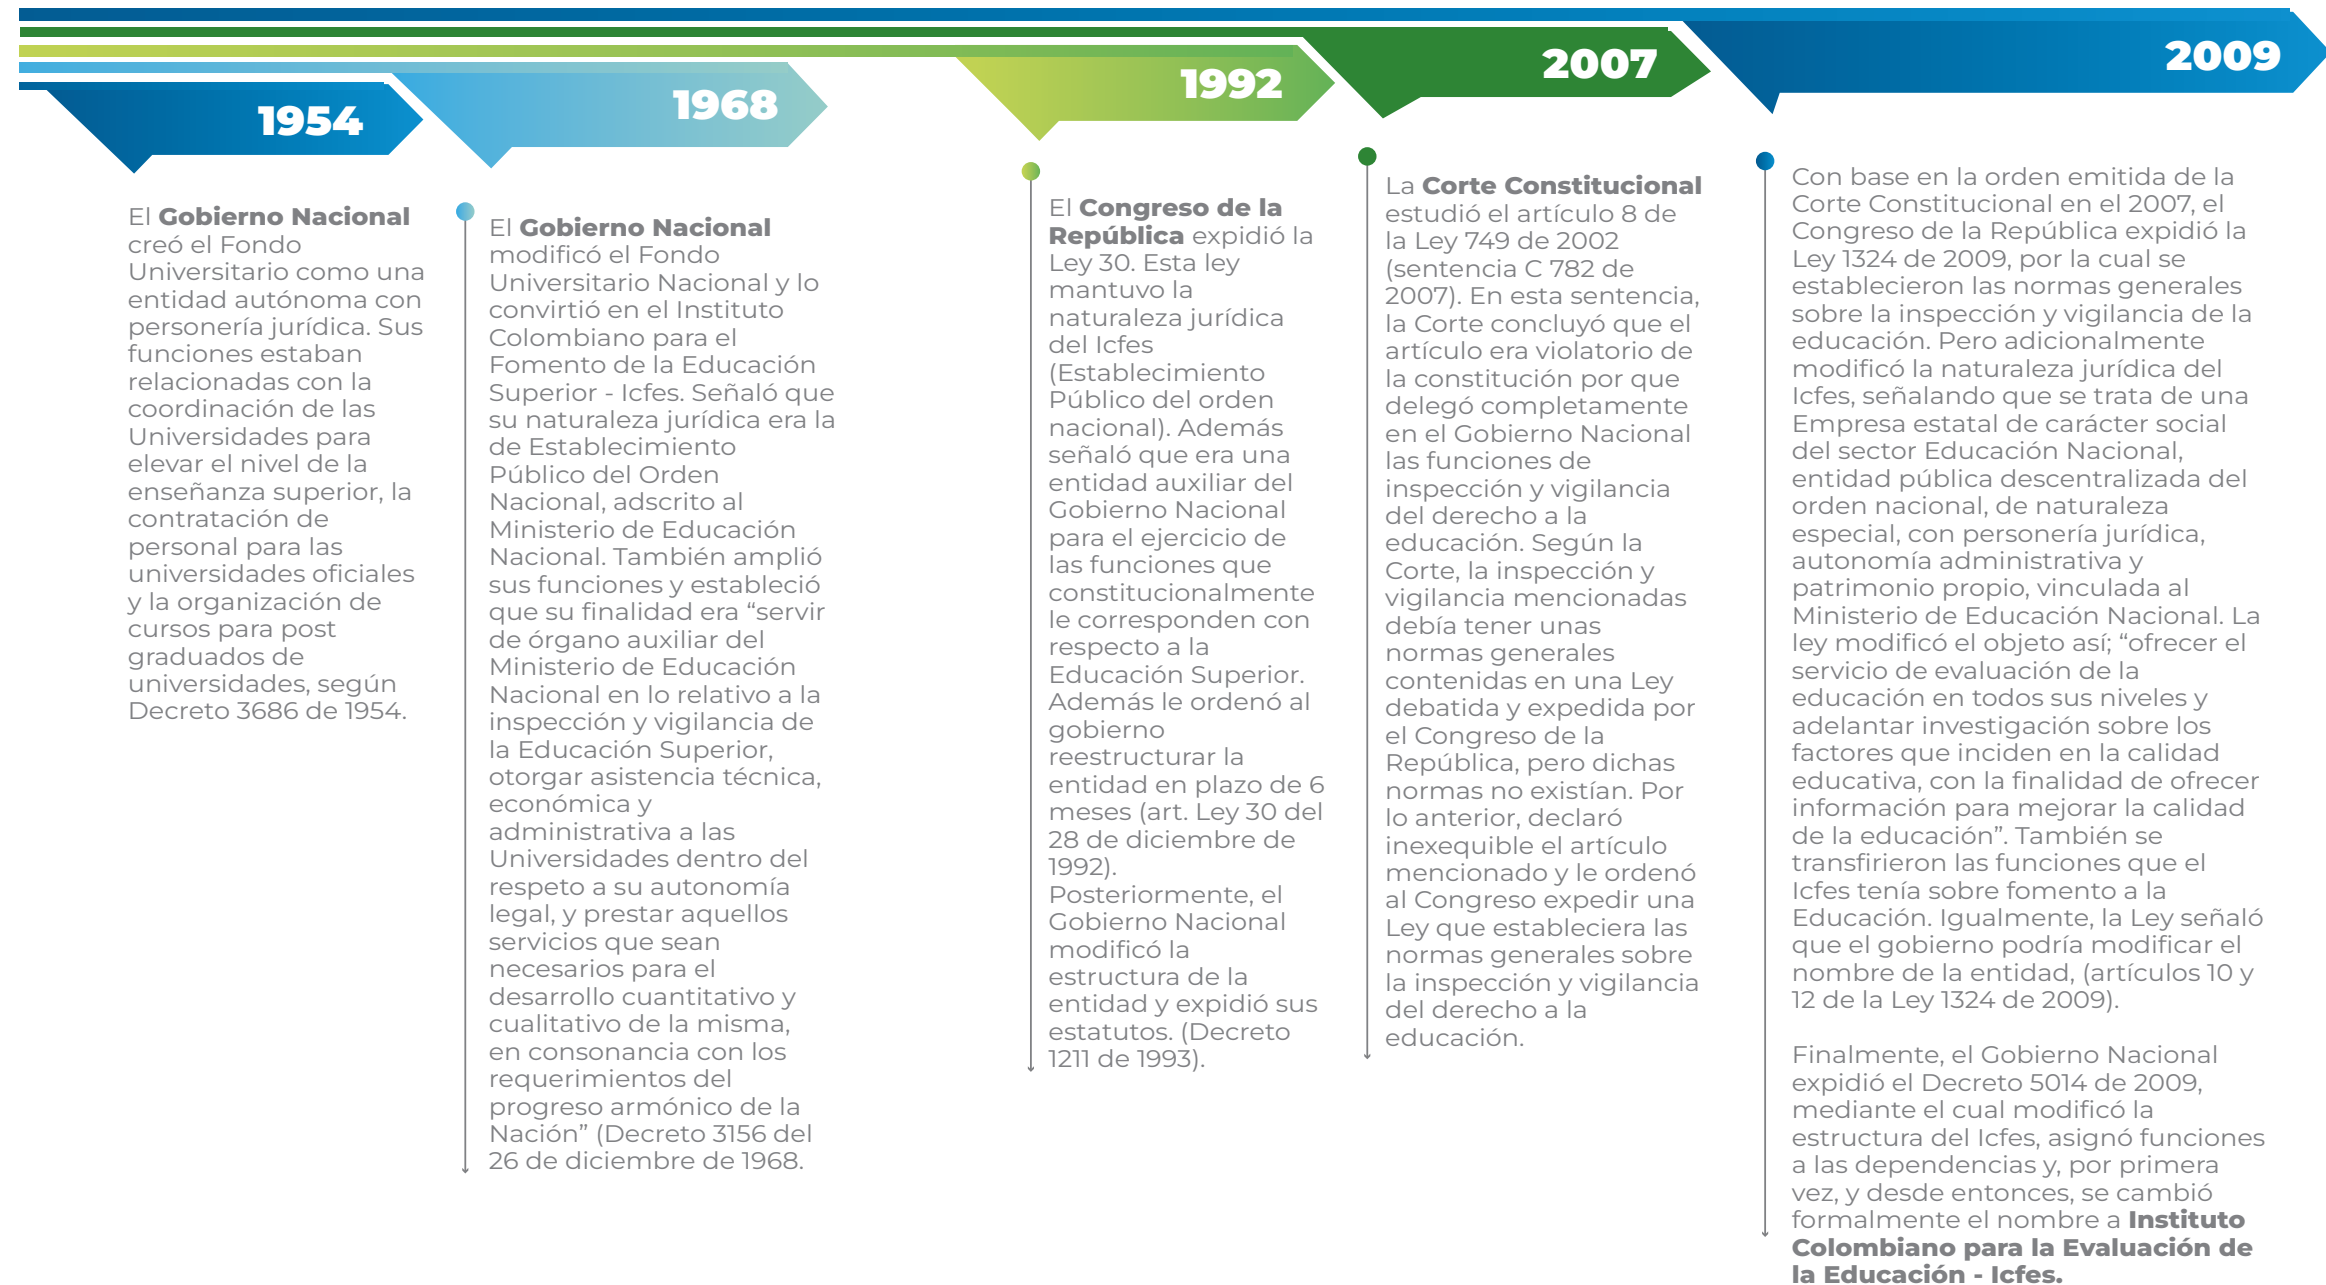 1954
El Gobierno Nacional
creó el Fondo
Universitario como una
entidad autónoma con
personería jurídica. Sus
funciones estaban
relacionadas con la
coordinación de las
Universidades para
elevar el nivel de la
enseñanza superior, la
contratación de
personal para las
universidades oficiales
y la organización de
cursos para post
graduados de
universidades, según
Decreto 3686 de 1954.
1968
El Gobierno Nacional
modificó el Fondo
Universitario Nacional y lo
convirtió en el Instituto
Colombiano para el
Fomento de la Educación
Superior - Icfes. Señaló que
su naturaleza jurídica era la
de Establecimiento
Público del Orden
Nacional, adscrito al
Ministerio de Educación
Nacional. También amplió
sus funciones y estableció
que su finalidad era “servir
de órgano auxiliar del
Ministerio de Educación
Nacional en lo relativo a la
inspección y vigilancia de
la Educación Superior,
otorgar asistencia técnica,
económica y
administrativa a las
Universidades dentro del
respeto a su autonomía
legal, y prestar aquellos
servicios que sean
necesarios para el
desarrollo cuantitativo y
cualitativo de la misma,
en consonancia con los
requerimientos del
progreso armónico de la
Nación” (Decreto 3156 del
26 de diciembre de 1968.
1992
El Congreso de la
República expidió la
Ley 30. Esta ley
mantuvo la
naturaleza jurídica
del Icfes
(Establecimiento
Público del orden
nacional). Además
señaló que era una
entidad auxiliar del
Gobierno Nacional
para el ejercicio de
las funciones que
constitucionalmente
le corresponden con
respecto a la
Educación Superior.
Además le ordenó al
gobierno
reestructurar la
entidad en plazo de 6
meses (art. Ley 30 del
28 de diciembre de
1992).
Posteriormente, el
Gobierno Nacional
modificó la
estructura de la
entidad y expidió sus
estatutos. (Decreto
1211 de 1993).
2007
La Corte Constitucional
estudió el artículo 8 de
la Ley 749 de 2002
(sentencia C 782 de
2007). En esta sentencia,
la Corte concluyó que el
artículo era violatorio de
la constitución por que
delegó completamente
en el Gobierno Nacional
las funciones de
inspección y vigilancia
del derecho a la
educación. Según la
Corte, la inspección y
vigilancia mencionadas
debía tener unas
normas generales
contenidas en una Ley
debatida y expedida por
el Congreso de la
República, pero dichas
normas no existían. Por
lo anterior, declaró
inexequible el artículo
mencionado y le ordenó
al Congreso expedir una
Ley que estableciera las
normas generales sobre
la inspección y vigilancia
del derecho a la
educación.
2009
Con base en la orden emitida de la
Corte Constitucional en el 2007, el
Congreso de la República expidió la
Ley 1324 de 2009, por la cual se
establecieron las normas generales
sobre la inspección y vigilancia de la
educación. Pero adicionalmente
modificó la naturaleza jurídica del
Icfes, señalando que se trata de una
Empresa estatal de carácter social
del sector Educación Nacional,
entidad pública descentralizada del
orden nacional, de naturaleza
especial, con personería jurídica,
autonomía administrativa y
patrimonio propio, vinculada al
Ministerio de Educación Nacional. La
ley modificó el objeto así; “ofrecer el
servicio de evaluación de la
educación en todos sus niveles y
adelantar investigación sobre los
factores que inciden en la calidad
educativa, con la finalidad de ofrecer
información para mejorar la calidad
de la educación”. También se
transfirieron las funciones que el
Icfes tenía sobre fomento a la
Educación. Igualmente, la Ley señaló
que el gobierno podría modificar el
nombre de la entidad, (artículos 10 y
12 de la Ley 1324 de 2009).
Finalmente, el Gobierno Nacional
expidió el Decreto 5014 de 2009,
mediante el cual modificó la
estructura del Icfes, asignó funciones
a las dependencias y, por primera
vez, y desde entonces, se cambió
formalmente el nombre a Instituto
Colombiano para la Evaluación de
la Educación - Icfes.